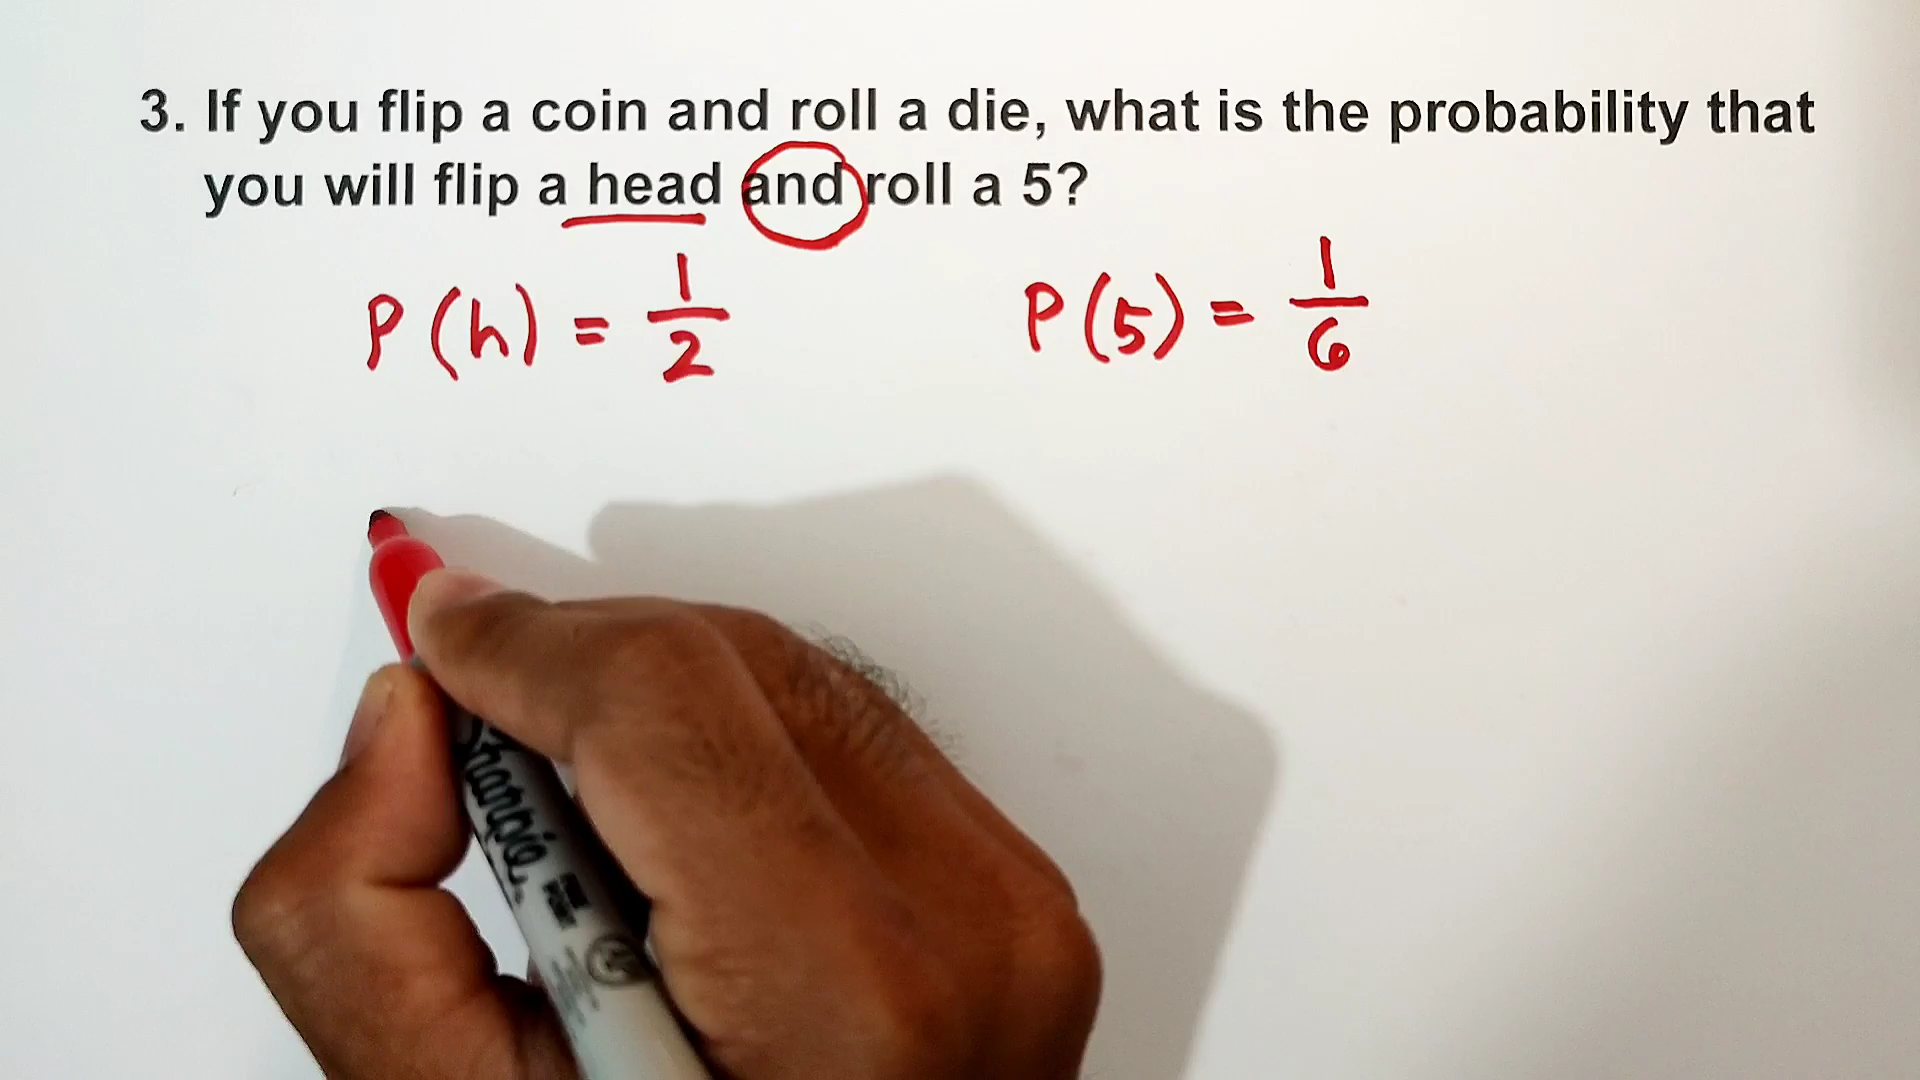 3. If you flip a coin and roll a die, what is the probability that
you will flip a head and roll a 5?
P(h) = 1/2
P(5) = 1/6
Sharpie.